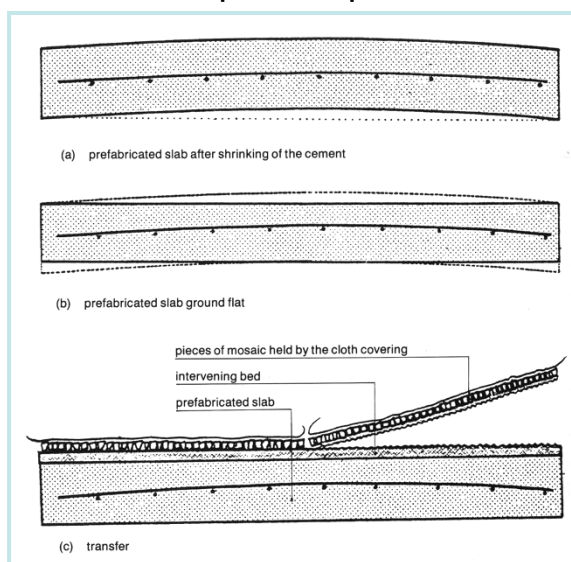 (a) prefabricated slab after shrinking of the cement
(b) prefabricated slab ground flat
pieces of mosaic held by the cloth covering
intervening bed
prefabricated slab
(c) transfer